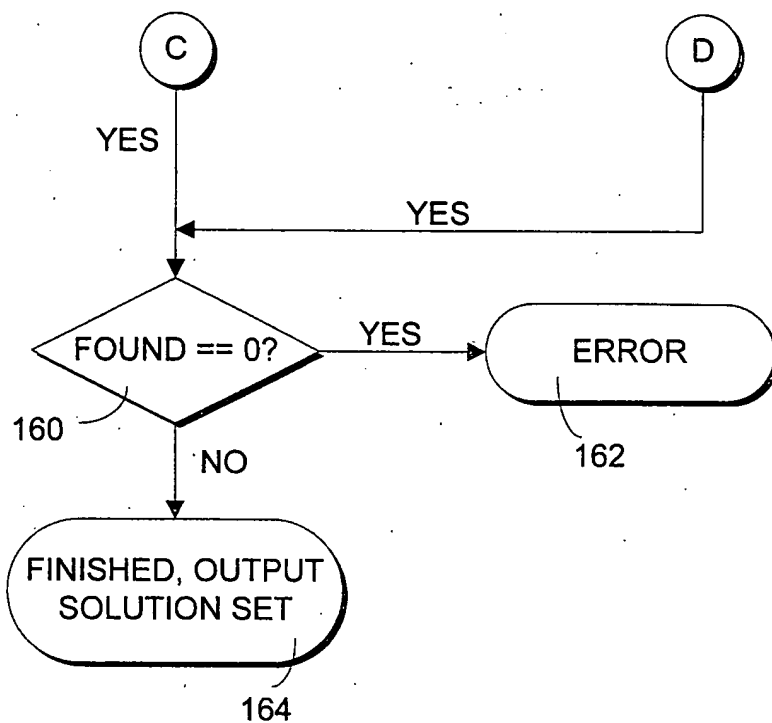 C
D
YES
YES
FOUND == 0?
YES
ERROR
160
162
NO
FINISHED, OUTPUT
SOLUTION SET
164